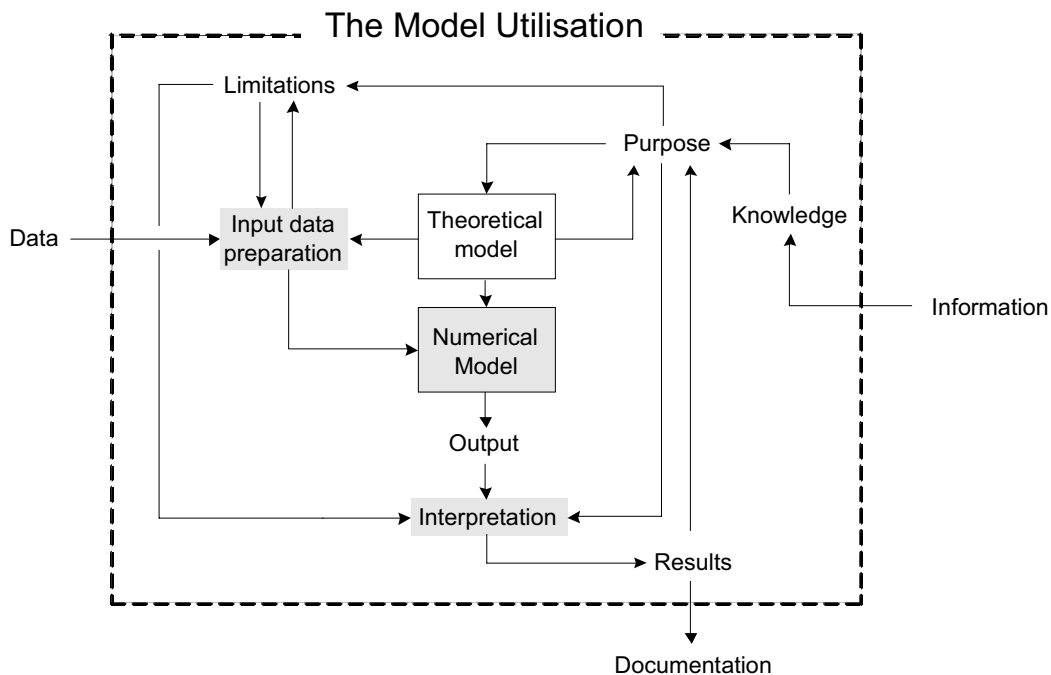 The Model Utilisation
Limitations
Purpose
Theoretical
model
Knowledge
Input data
preparation
Data
Information
Numerical
Model
Output
Interpretation
Results
Documentation